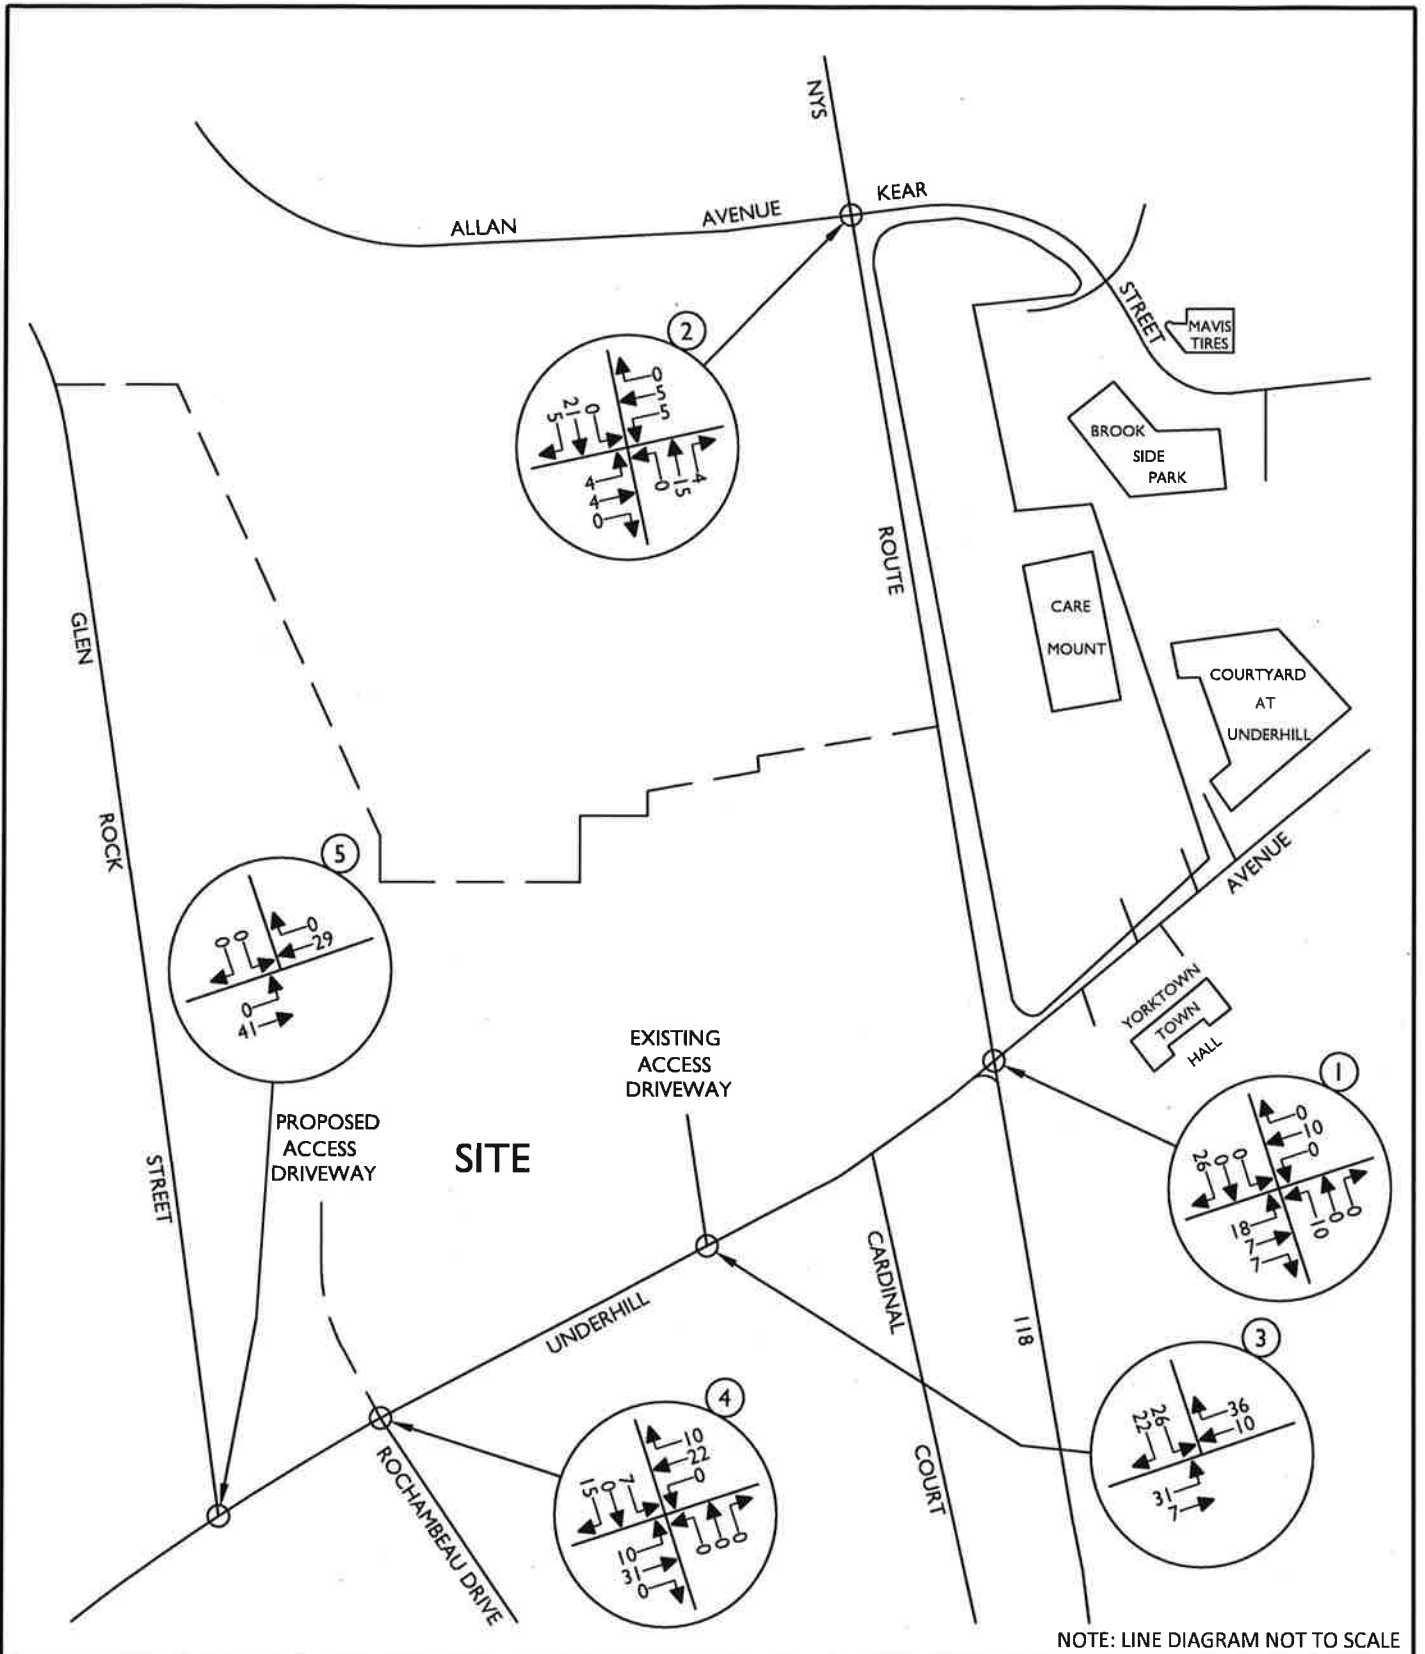 NYS
KEAR
ALLAN
AVENUE
STREET
MAVIS
TIRES
2
0
5
5
5
21
0
4
4
0
0
15
4
BROOK
SIDE
PARK
ROUTE
CARE
MOUNT
GLEN
COURTYARD
AT
UNDERHILL
ROCK
AVENUE
5
0
29
0
0
0
41
YORKTOWN
TOWN
HALL
EXISTING
ACCESS
DRIVEWAY
1
0
10
0
26
0
0
18
7
7
10
0
0
PROPOSED
ACCESS
DRIVEWAY
SITE
STREET
CARDINAL
UNDERHILL
118
3
36
10
22
26
31
7
4
10
22
0
15
0
7
10
31
0
0
0
0
ROCHAMBEAU DRIVE
COURT
NOTE: LINE DIAGRAM NOT TO SCALE